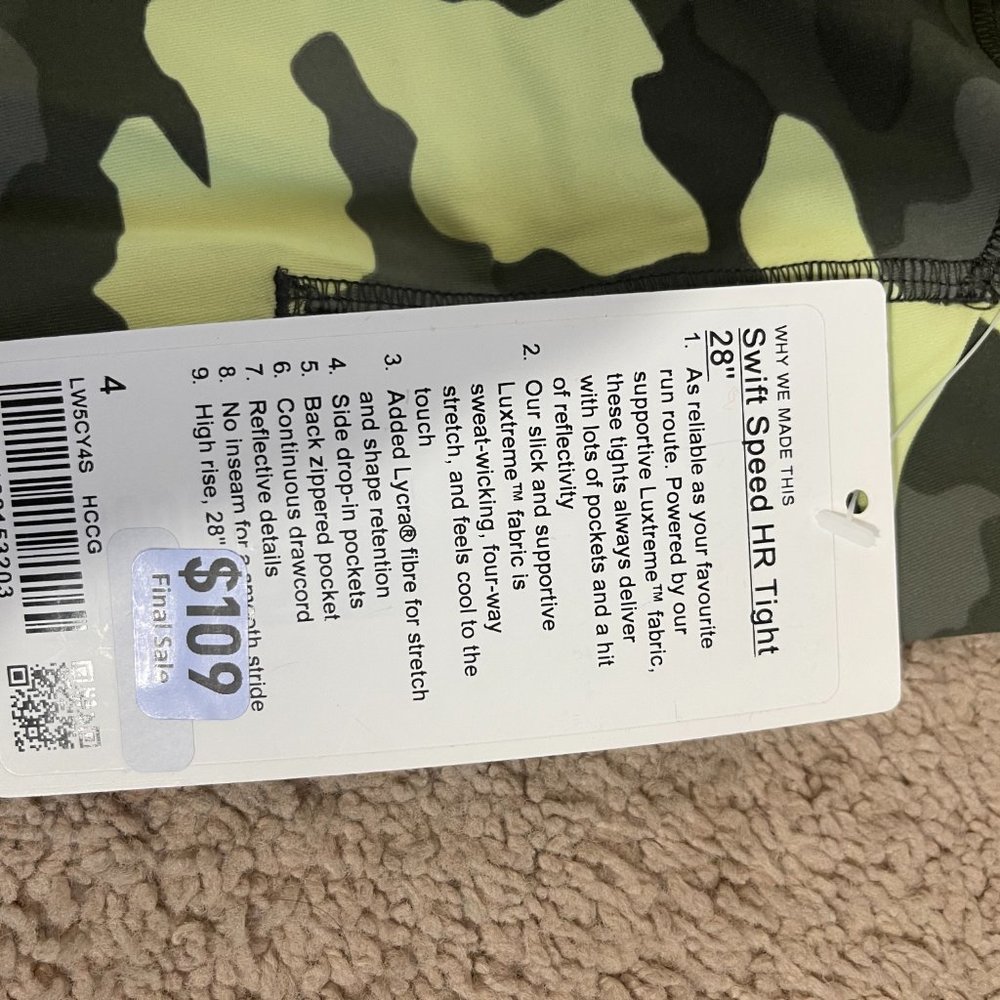 WHY WE MADE THIS
Swift Speed HR Tight
28"
1. As reliable as your favourite
run route. Powered by our
supportive Luxtreme™ fabric,
these tights always deliver
with lots of pockets and a hit
of reflectivity
2. Our slick and supportive
Luxtreme™ fabric is
sweat-wicking, four-way
stretch, and feels cool to the
touch
3. Added Lycra® fibre for stretch
and shape retention
4. Side drop-in pockets
5. Back zippered pocket
6. Continuous drawcord
7. Reflective details
8. No inseam for a smooth stride
9. High rise, 28"
$109
Final Sale
4
LW5CY4S HCCG